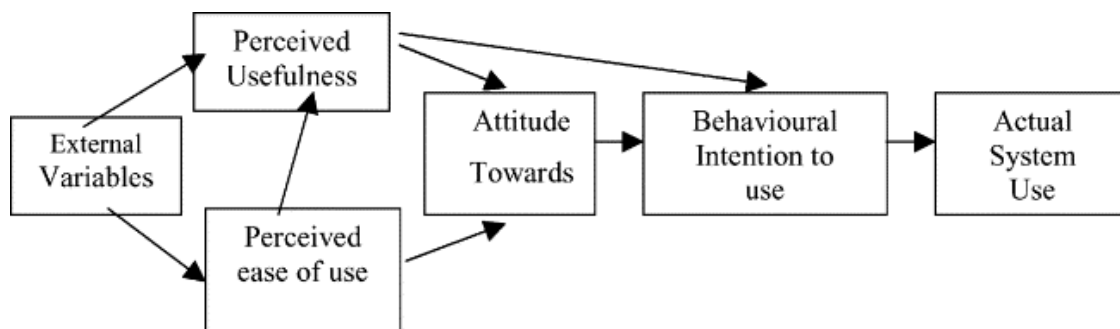 Perceived
Usefulness
External
Variables
Perceived
ease of use
Attitude
Towards
Behavioural
Intention to
use
Actual
System
Use